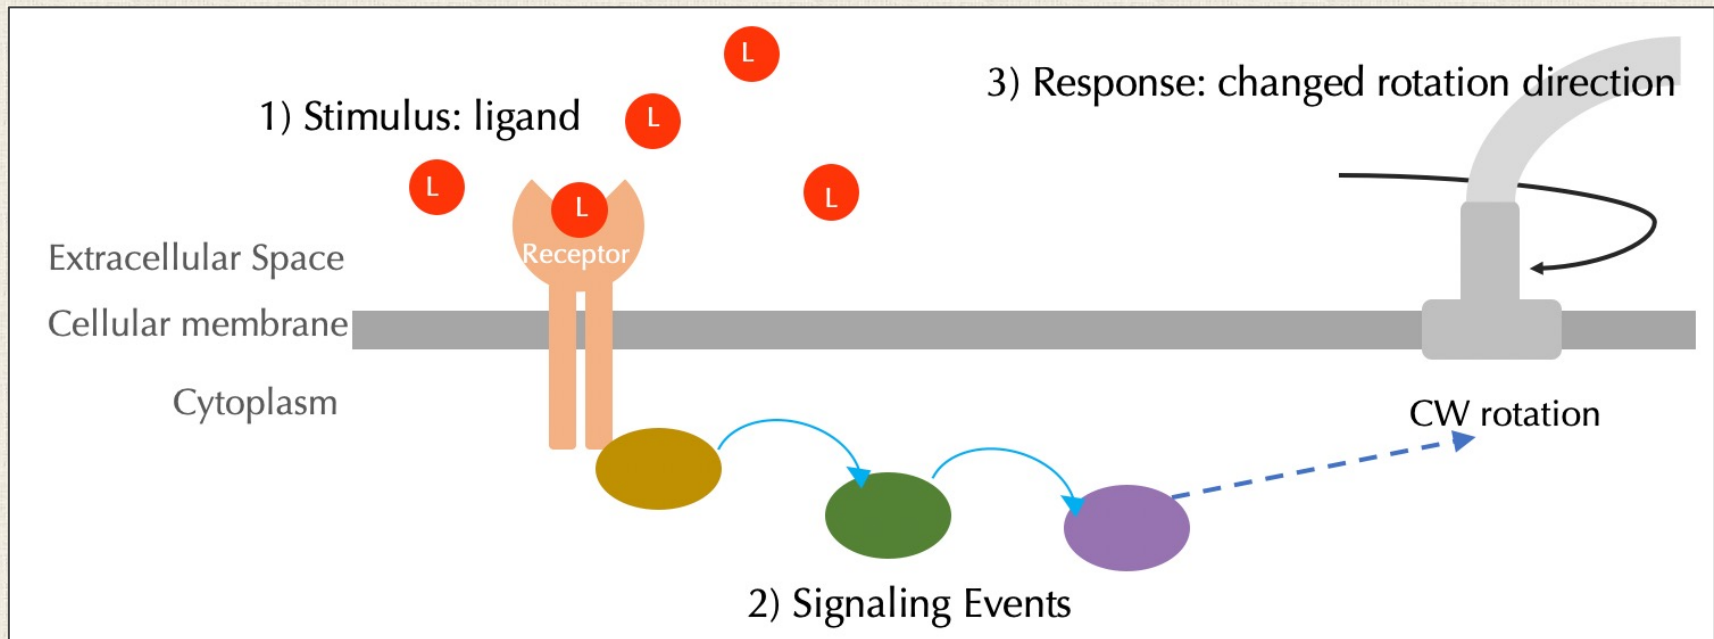 L
3) Response: changed rotation direction
1) Stimulus: ligand
L
L
L
L
Receptor
Extracellular Space
Cellular membrane
Cytoplasm
CW rotation
2) Signaling Events